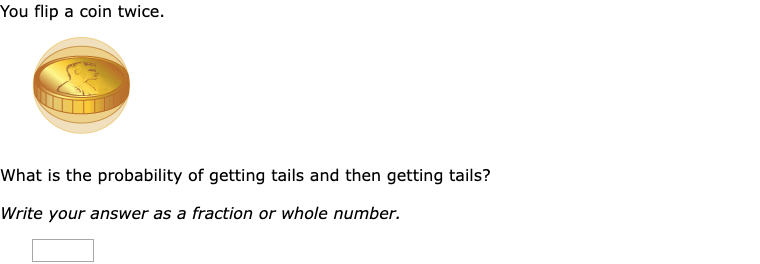 You flip a coin twice.
What is the probability of getting tails and then getting tails?
Write your answer as a fraction or whole number.